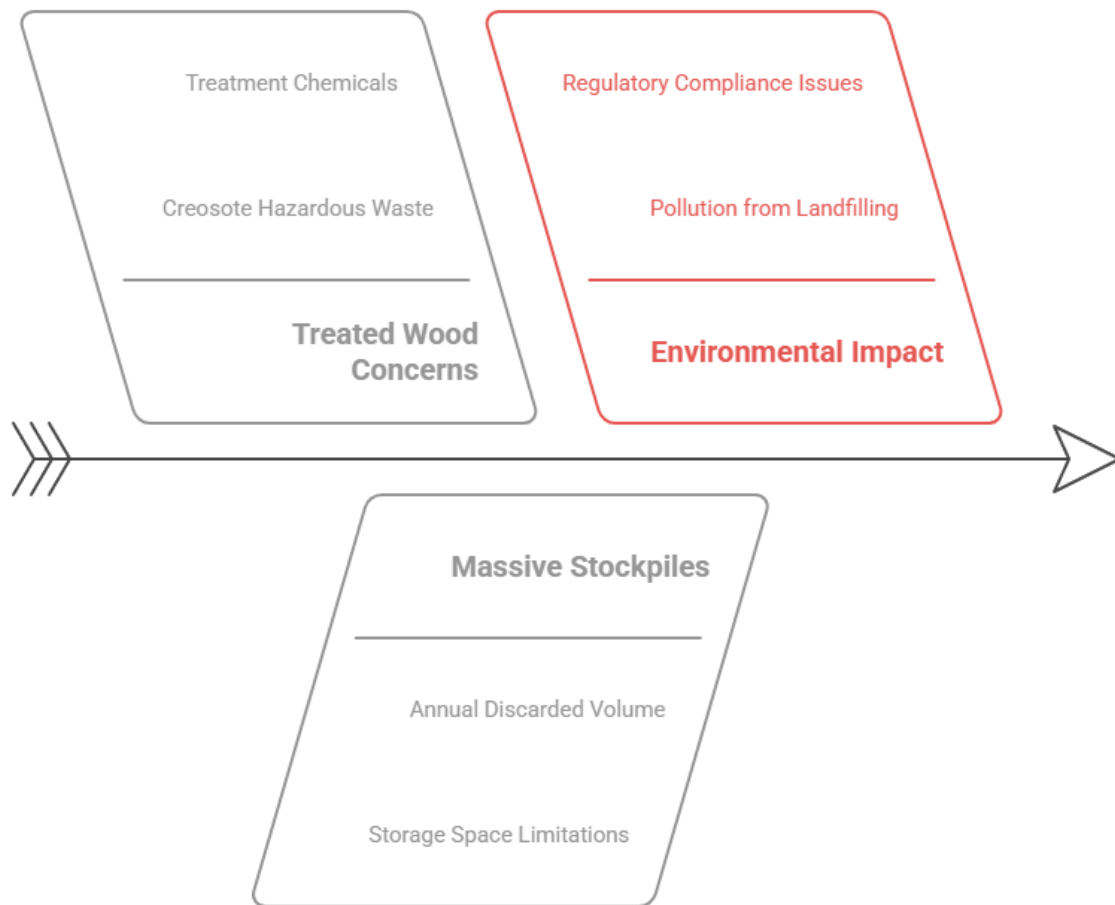 Treatment Chemicals
Creosote Hazardous Waste
Treated Wood
Concerns
Regulatory Compliance Issues
Pollution from Landfilling
Environmental Impact
Massive Stockpiles
Annual Discarded Volume
Storage Space Limitations